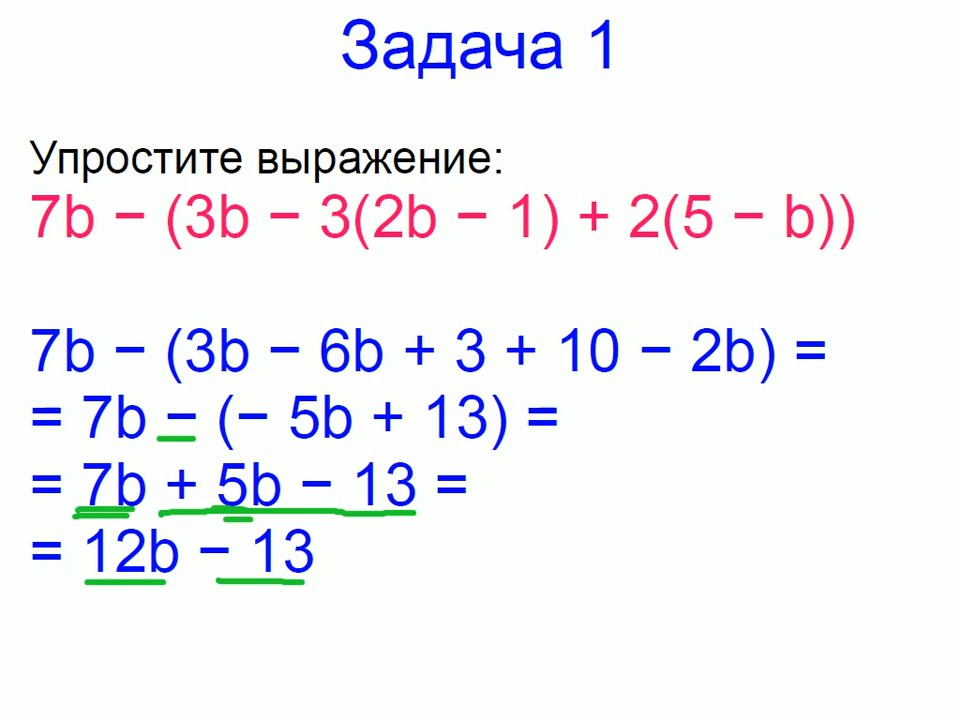 Задача 1
Упростите выражение:
7b − (3b − 3(2b − 1) + 2(5 − b))
7b − (3b − 6b + 3 + 10 − 2b) =
= 7b − (− 5b + 13) =
= 7b + 5b − 13 =
= 12b − 13